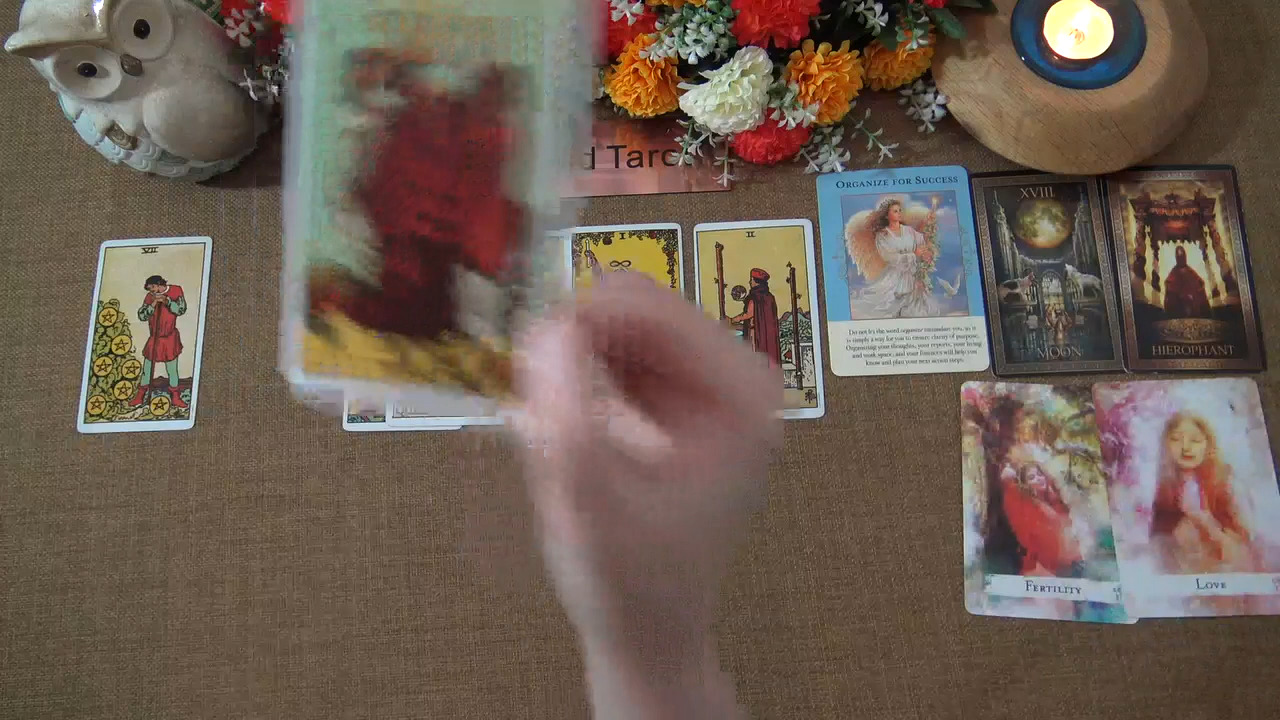 d Tarc
VII
I
II
ORGANIZE FOR SUCCESS
Do not let the word organize intimidate you, as it
is simply a way for you to ensure clarity of purpose.
Organizing your thoughts, your reports, your living
and work space, and your finances will help you
know and plan your next action steps.
XVIII
MOON
HIEROPHANT
FERTILITY
LOVE